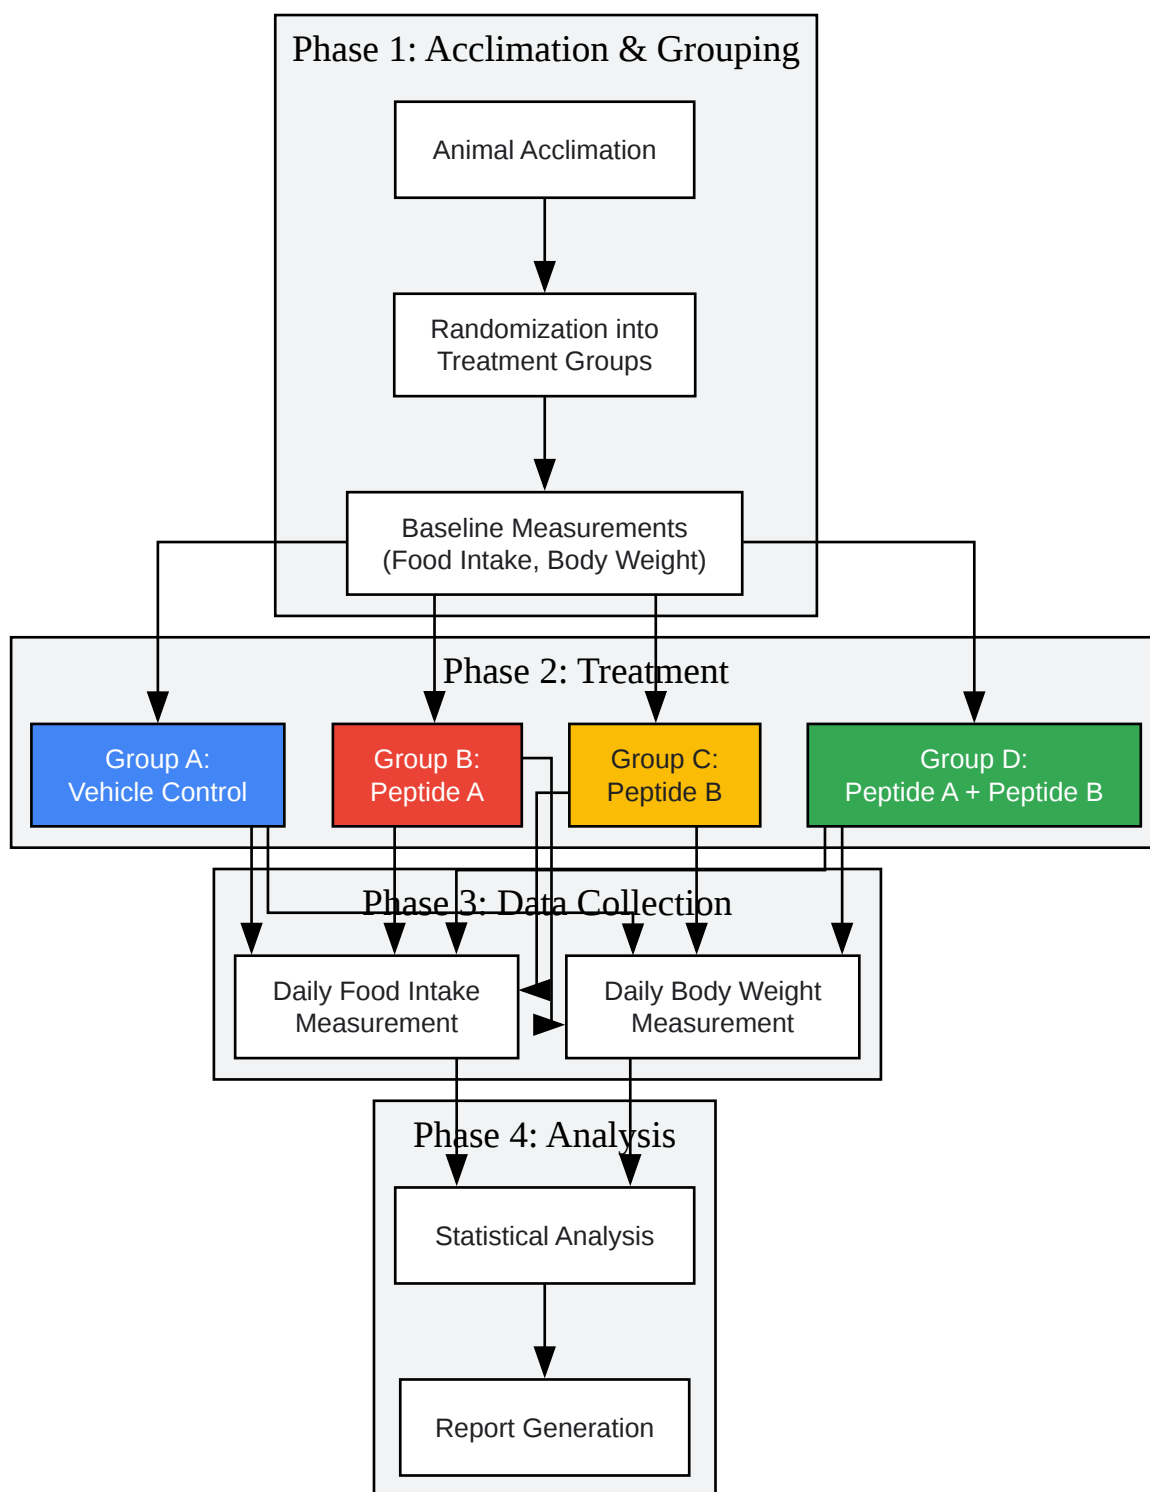 Phase 1: Acclimation & Grouping
Animal Acclimation
Randomization into
Treatment Groups
Baseline Measurements
(Food Intake, Body Weight)
Phase 2: Treatment
Group A:
Vehicle Control
Group B:
Peptide A
Group C:
Peptide B
Group D:
Peptide A + Peptide B
Phase 3: Data Collection
Daily Food Intake
Measurement
Daily Body Weight
Measurement
Phase 4: Analysis
Statistical Analysis
Report Generation